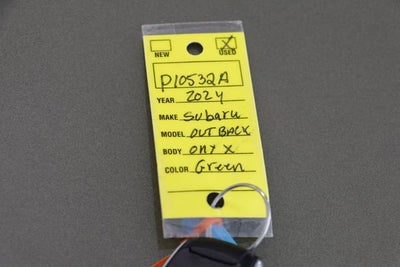 NEW USED
P10532A
YEAR 2024
MAKE Subaru
MODEL OUTBACK
BODY ONYX
COLOR Green